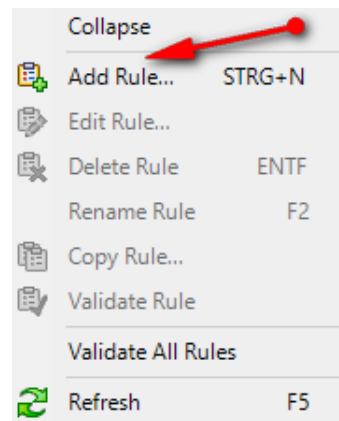 Collapse
Add Rule... STRG+N
Edit Rule...
Delete Rule ENTF
Rename Rule F2
Copy Rule...
Validate Rule
Validate All Rules
Refresh F5